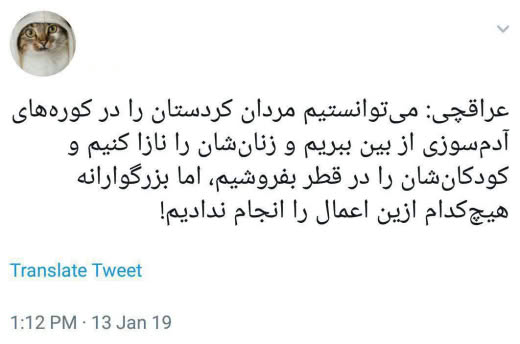 عراقچی: می‌توانستیم مردان کردستان را در کوره‌های
آدم‌سوزی از بین ببریم و زنان‌شان را نازا کنیم و
کودکان‌شان را در قطر بفروشیم، اما بزرگوارانه
هیچ‌کدام ازین اعمال را انجام ندادیم!
Translate Tweet
1:12 PM · 13 Jan 19